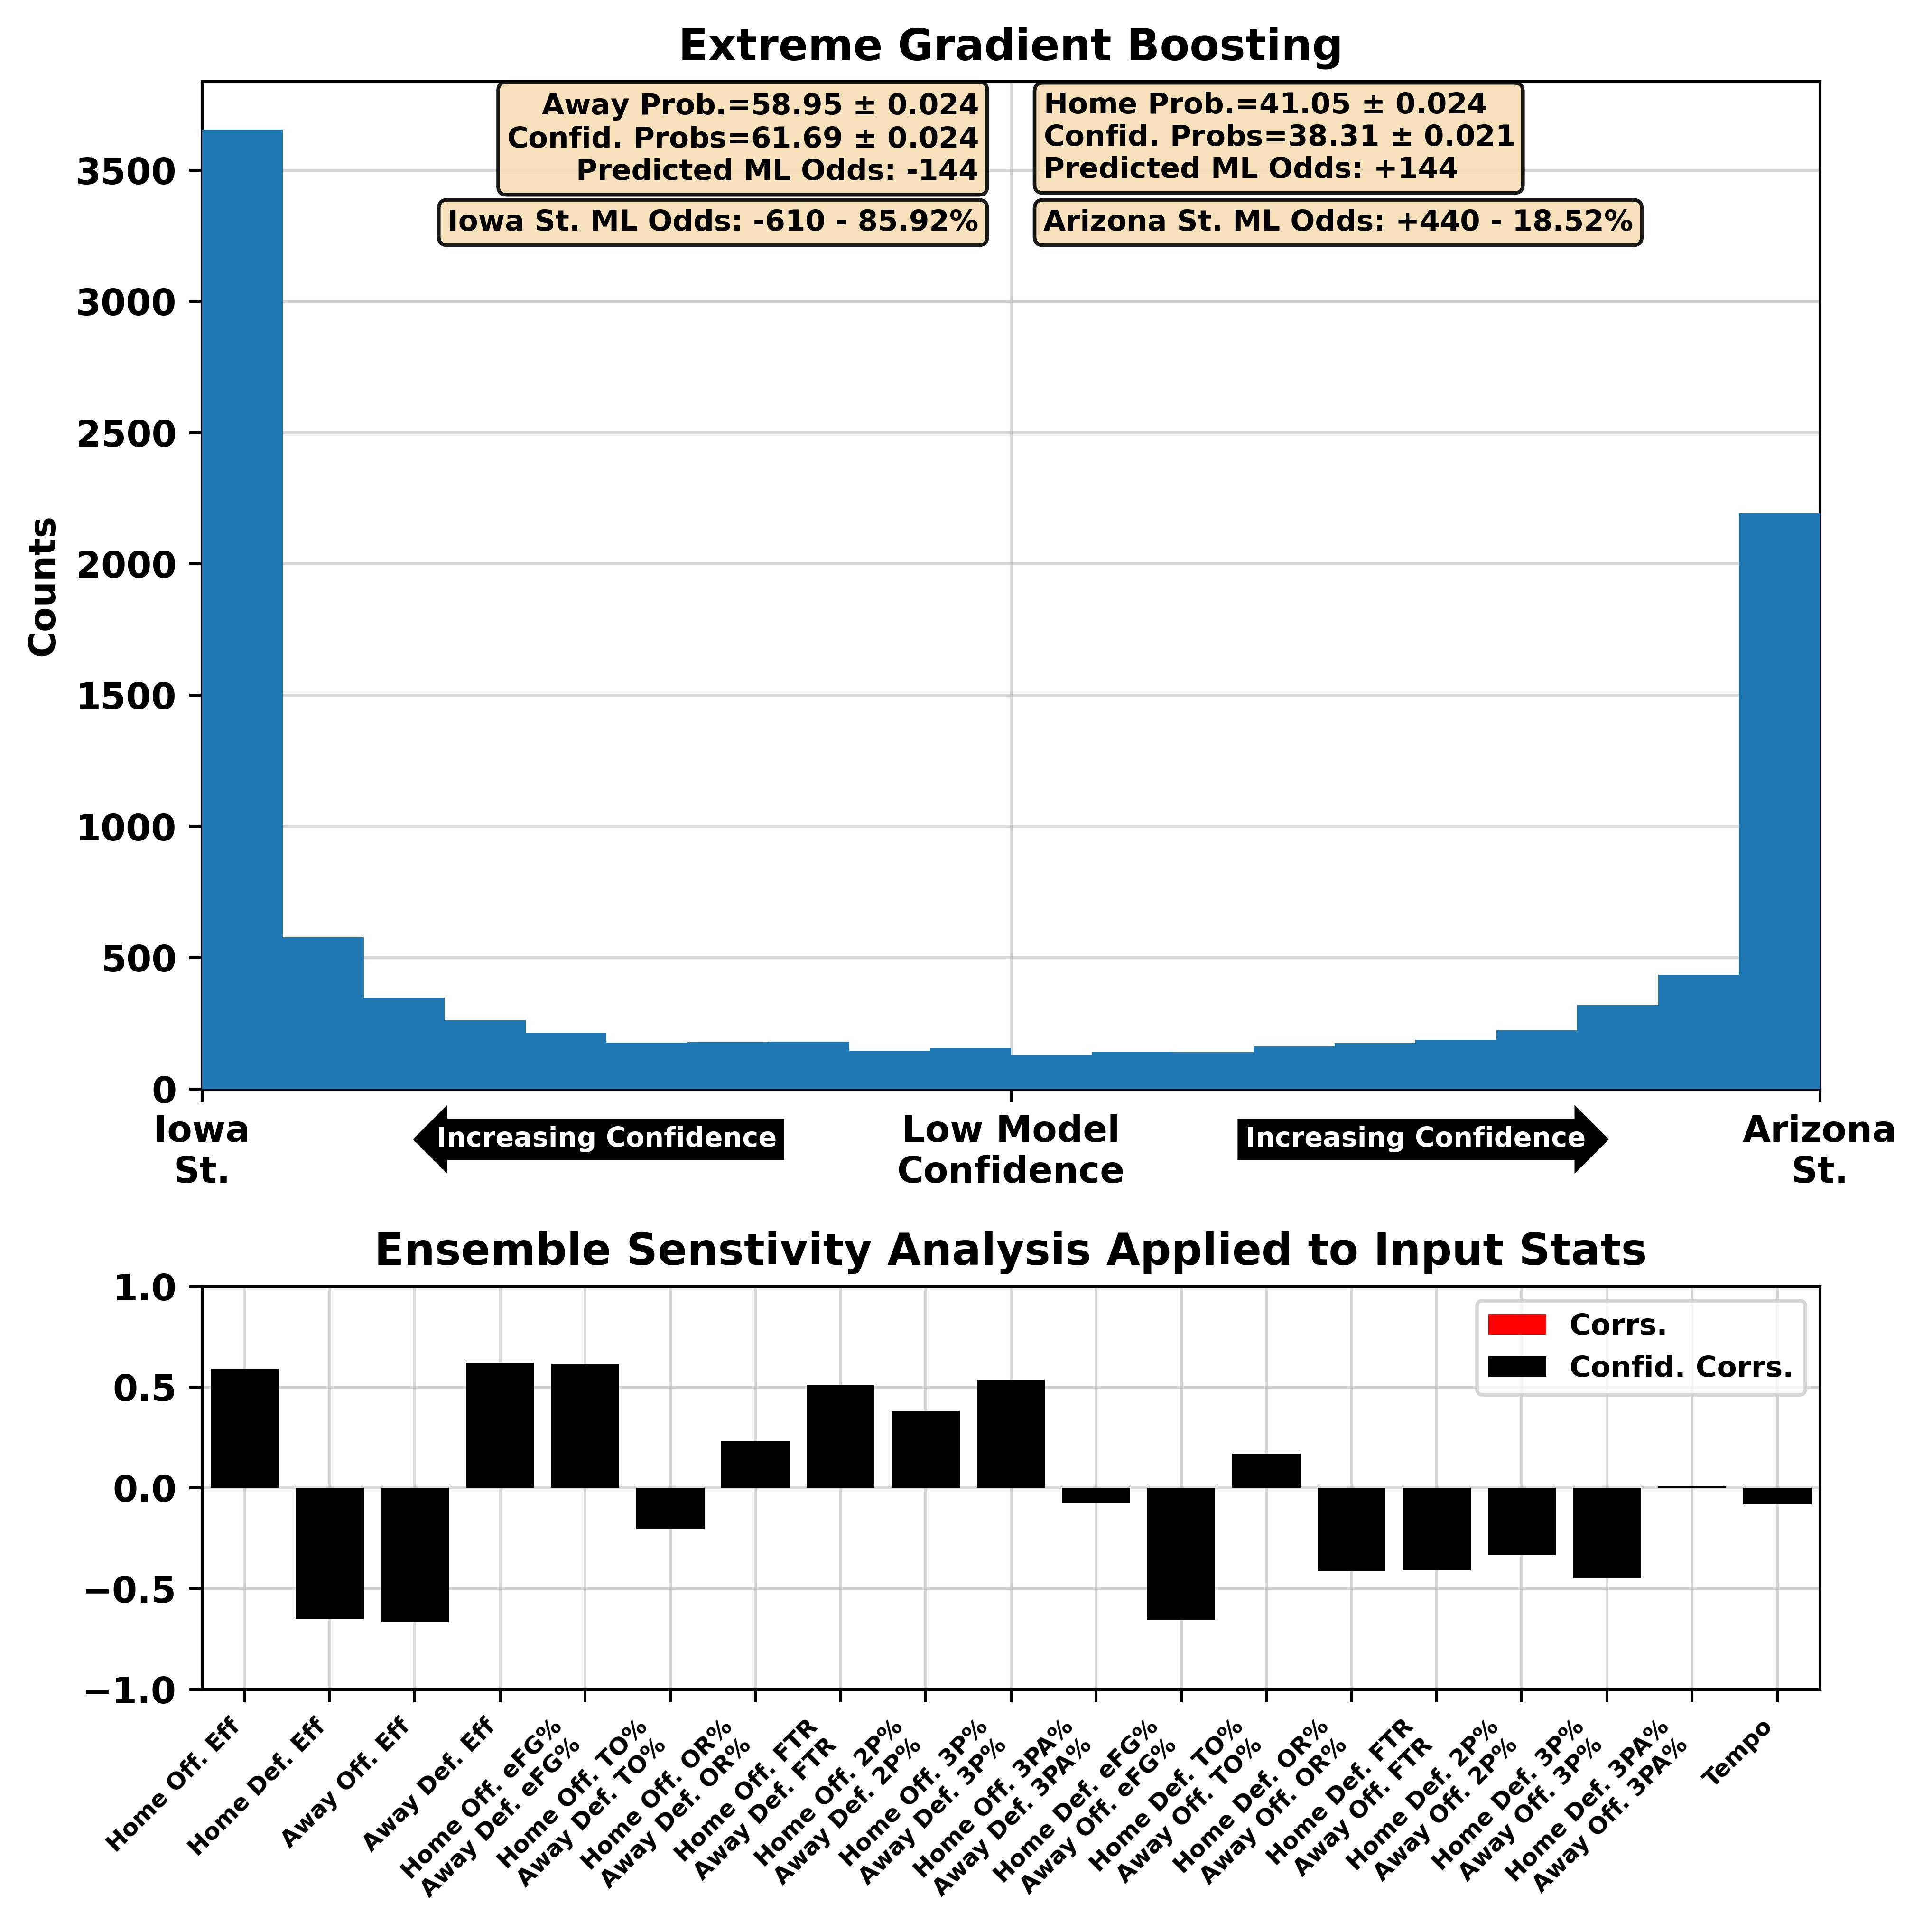 Extreme Gradient Boosting
Away Prob.=58.95 ± 0.024
Confid. Probs=61.69 ± 0.024
Predicted ML Odds: -144
Home Prob.=41.05 ± 0.024
Confid. Probs=38.31 ± 0.021
Predicted ML Odds: +144
Iowa St. ML Odds: -610 - 85.92%
Arizona St. ML Odds: +440 - 18.52%
Counts
3500
3000
2500
2000
1500
1000
500
0
Iowa
St.
Increasing Confidence
Low Model
Confidence
Increasing Confidence
Arizona
St.
Ensemble Senstivity Analysis Applied to Input Stats
Corrs.
Confid. Corrs.
1.0
0.5
0.0
−0.5
−1.0
Home Off. Eff
Home Def. Eff
Away Off. Eff
Away Def. Eff
Home Off. eFG%
Away Def. eFG%
Home Off. TO%
Away Def. TO%
Home Off. OR%
Away Def. OR%
Home Off. FTR
Away Def. FTR
Home Off. 2P%
Away Def. 2P%
Home Off. 3P%
Away Def. 3P%
Home Off. 3PA%
Away Def. 3PA%
Home Def. eFG%
Away Off. eFG%
Home Def. TO%
Away Off. TO%
Home Def. OR%
Away Off. OR%
Home Def. FTR
Away Off. FTR
Home Def. 2P%
Away Off. 2P%
Home Def. 3P%
Away Off. 3P%
Home Def. 3PA%
Away Off. 3PA%
Tempo